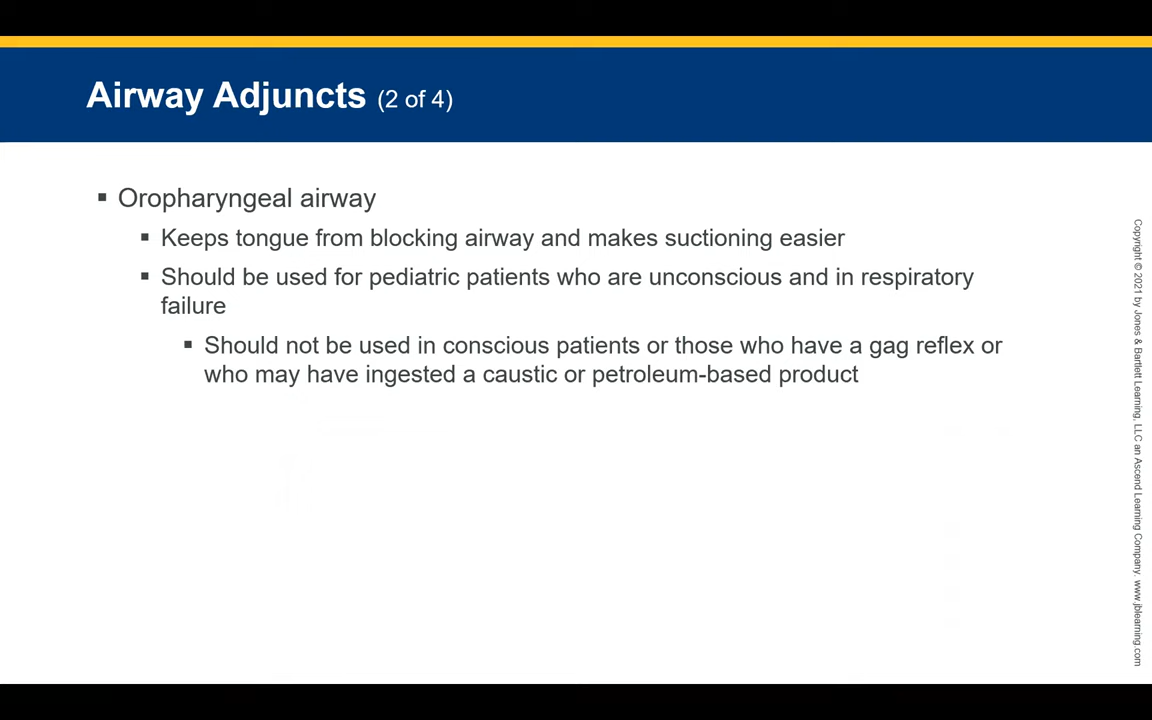 Airway Adjuncts (2 of 4)
▪ Oropharyngeal airway
▪ Keeps tongue from blocking airway and makes suctioning easier
▪ Should be used for pediatric patients who are unconscious and in respiratory
failure
▪ Should not be used in conscious patients or those who have a gag reflex or
who may have ingested a caustic or petroleum-based product
Copyright © 2021 by Jones & Bartlett Learning, LLC an Ascend Learning Company. www.jblearning.com